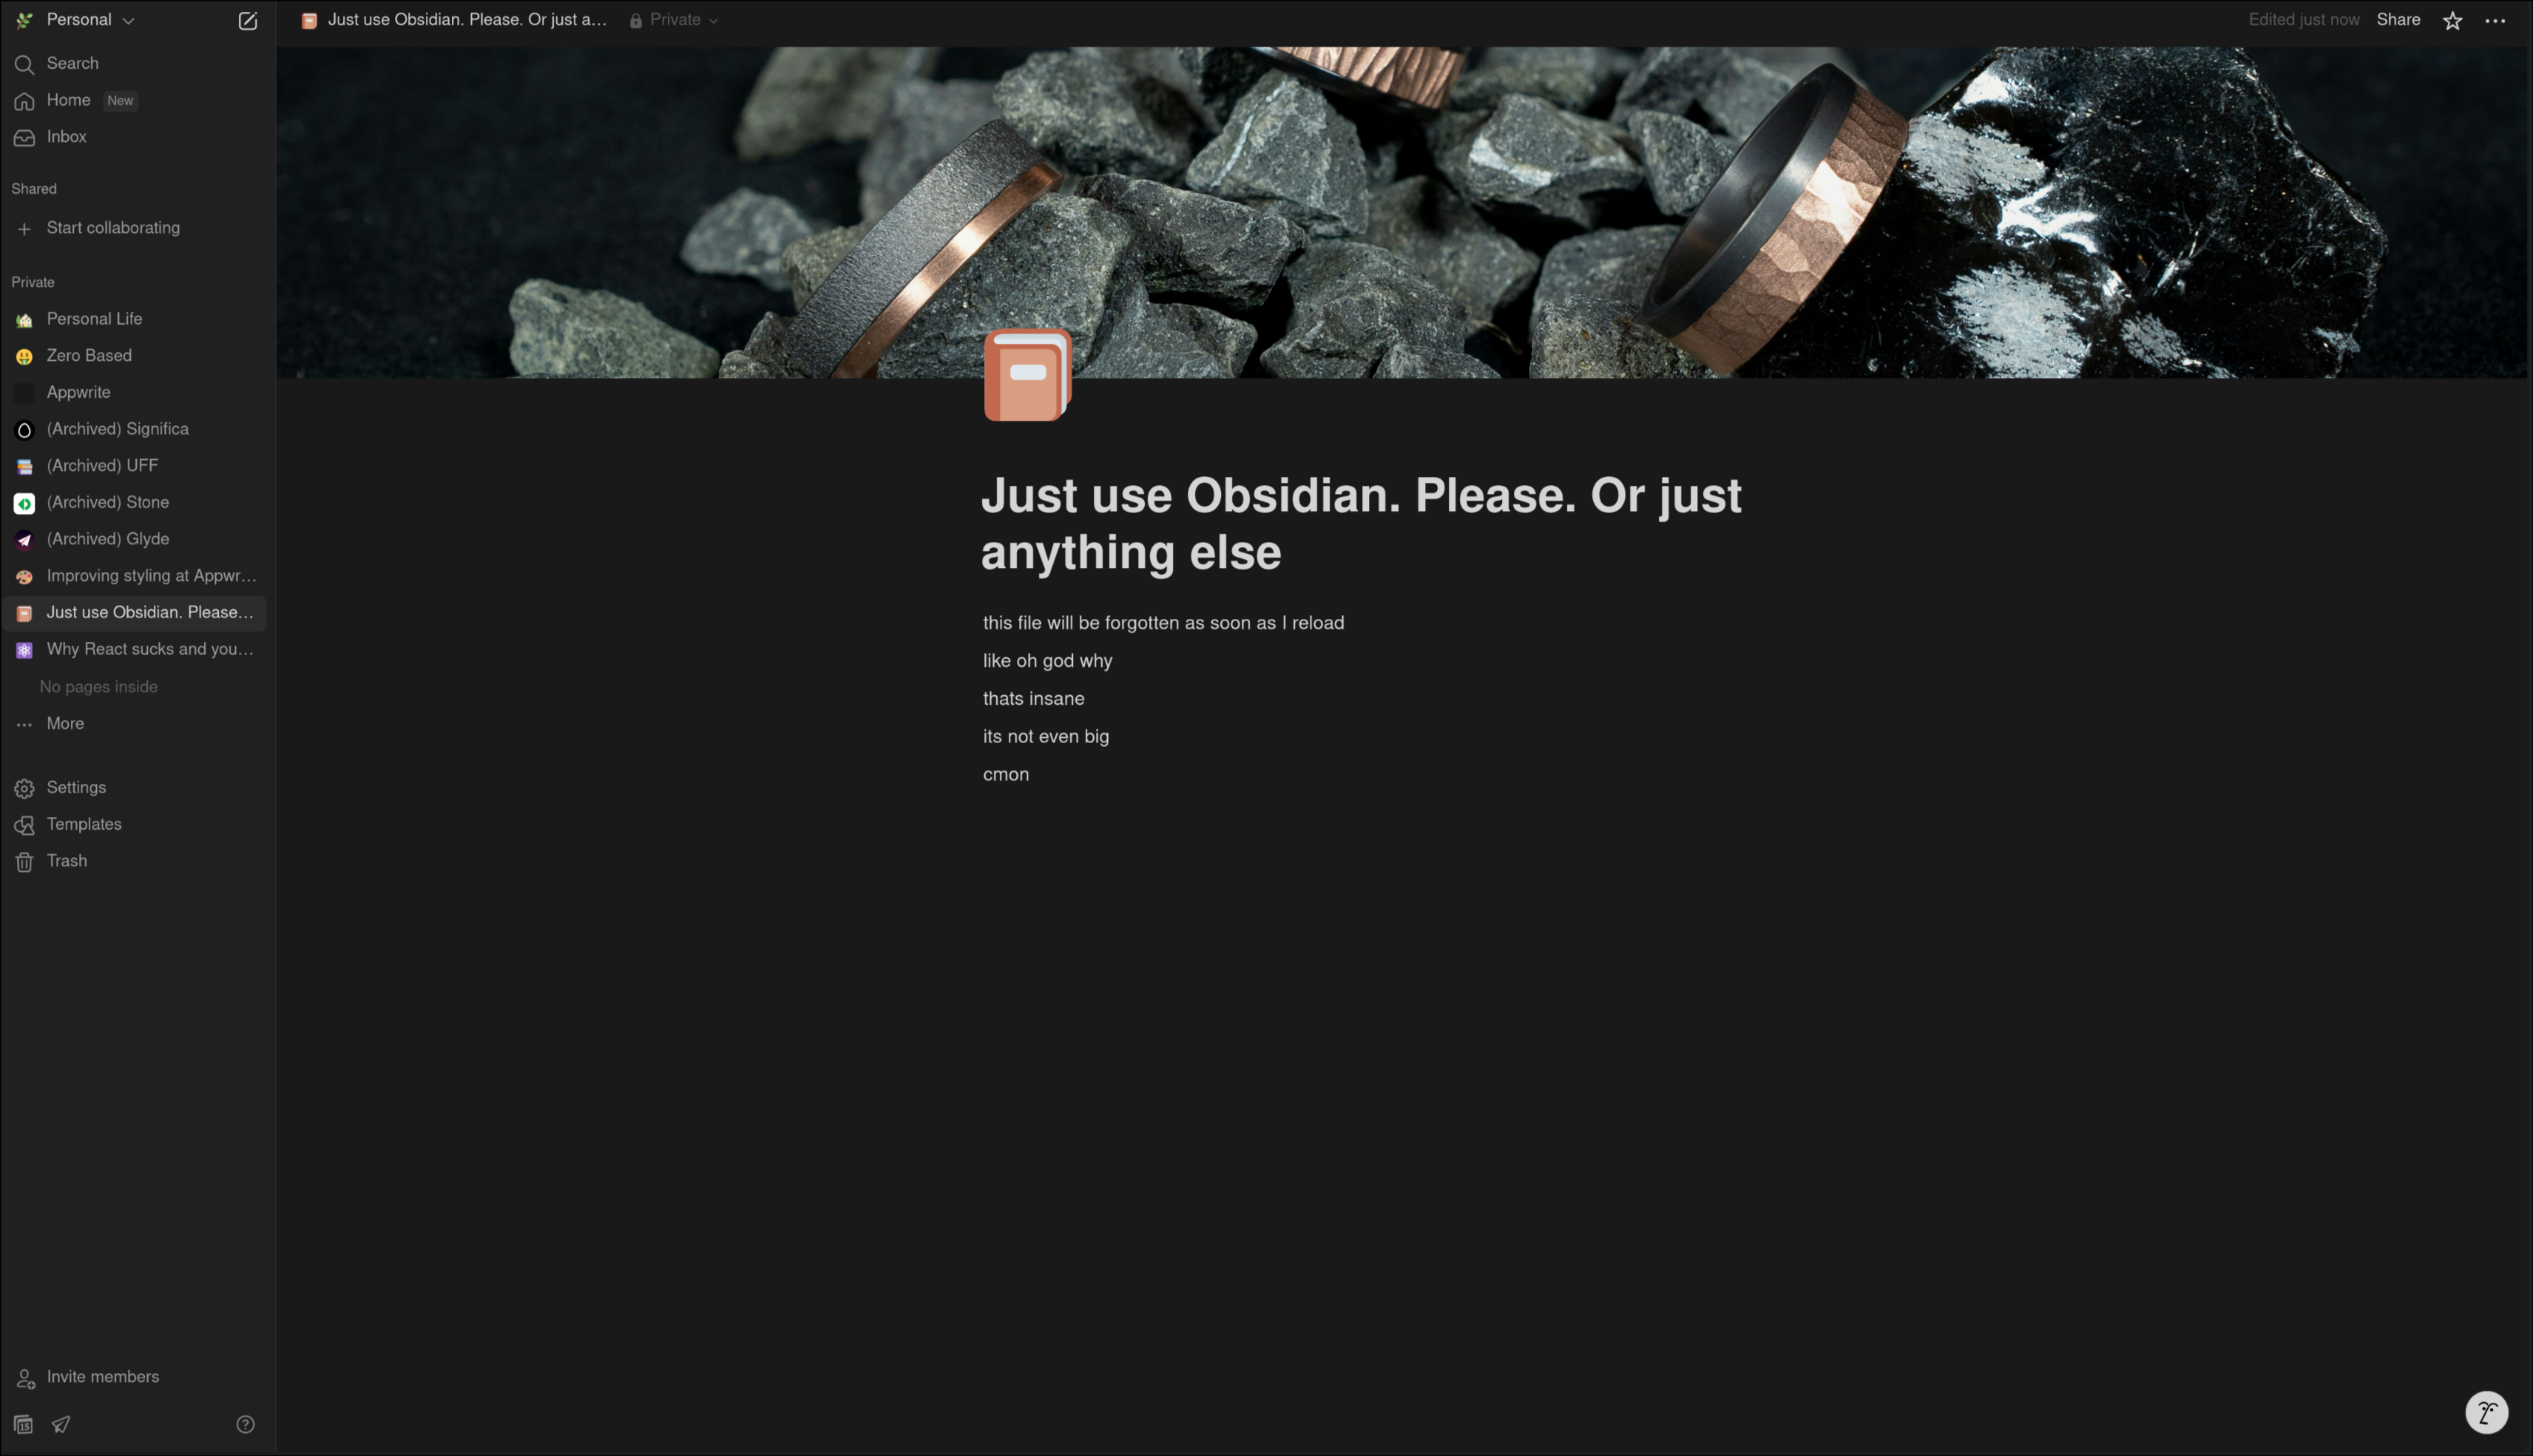 Personal
Just use Obsidian. Please. Or just a...
Private
Edited just now
Share
Search
Home New
Inbox
Shared
Start collaborating
Private
Personal Life
Zero Based
Appwrite
(Archived) Significa
(Archived) UFF
(Archived) Stone
(Archived) Glyde
Improving styling at Appwr...
Just use Obsidian. Please...
Why React sucks and you...
No pages inside
More
Settings
Templates
Trash
Invite members
15
Just use Obsidian. Please. Or just
anything else
this file will be forgotten as soon as I reload
like oh god why
thats insane
its not even big
cmon